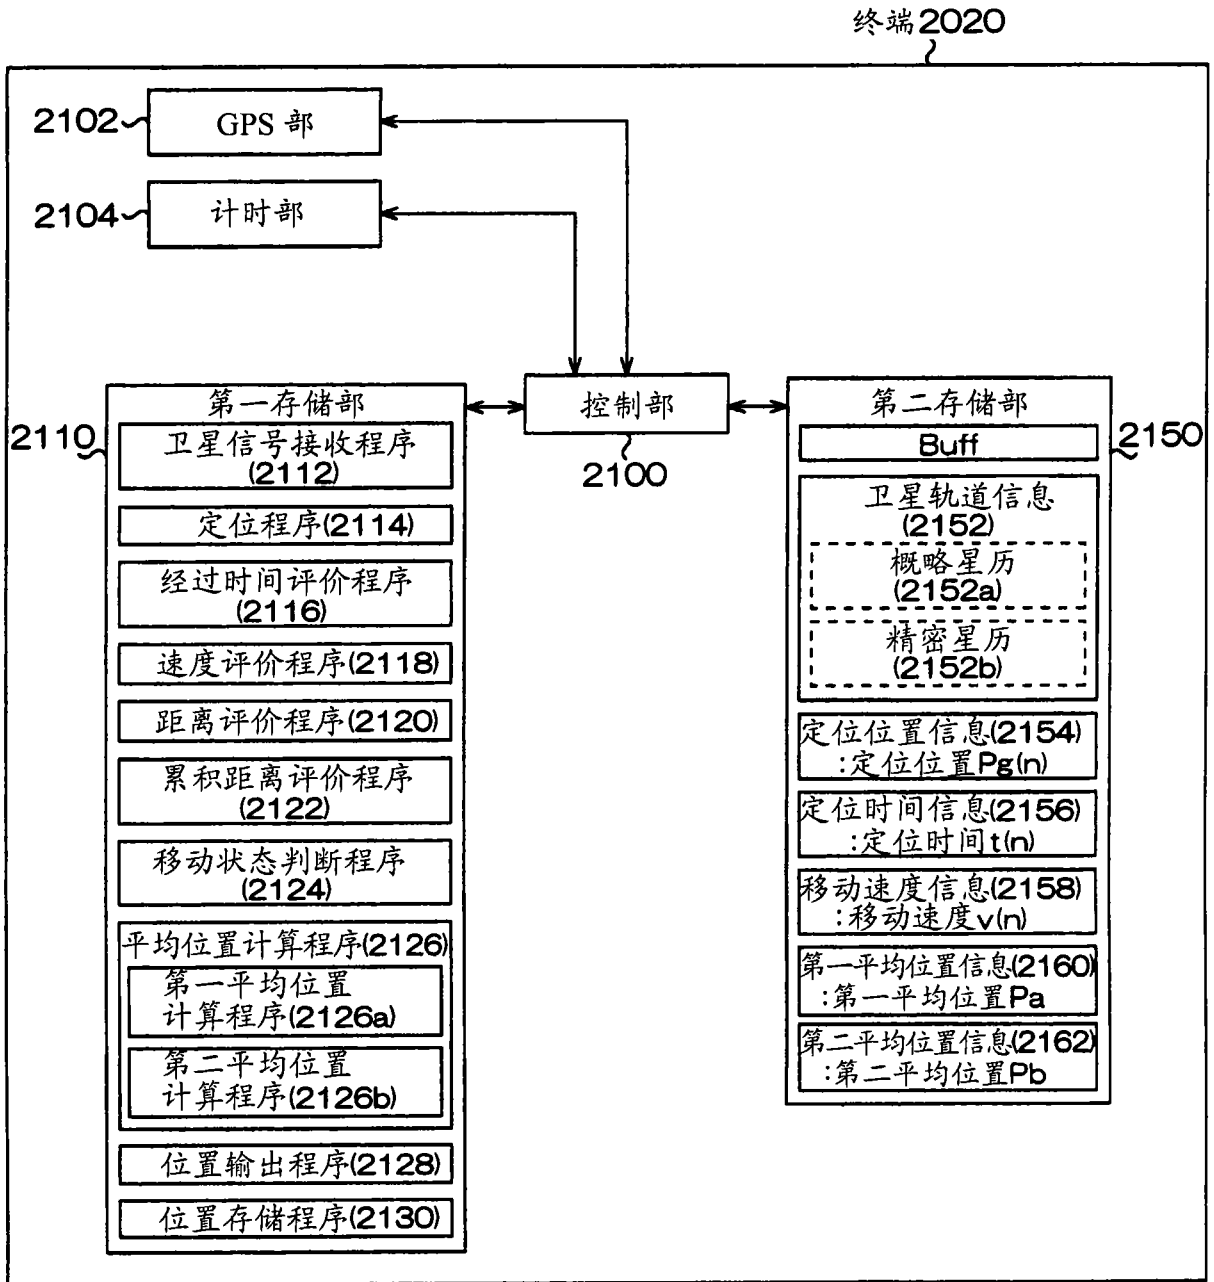 终端2020
2102
GPS 部
2104
计时部
控制部
2100
2110
第一存储部
卫星信号接收程序
(2112)
定位程序(2114)
经过时间评价程序
(2116)
速度评价程序(2118)
距离评价程序(2120)
累积距离评价程序
(2122)
移动状态判断程序
(2124)
平均位置计算程序(2126)
第一平均位置
计算程序(2126a)
第二平均位置
计算程序(2126b)
位置输出程序(2128)
位置存储程序(2130)
第二存储部
2150
Buff
卫星轨道信息
(2152)
概略星历
(2152a)
精密星历
(2152b)
定位位置信息(2154)
:定位位置Pg(n)
定位时间信息(2156)
:定位时间t(n)
移动速度信息(2158)
:移动速度v(n)
第一平均位置信息(2160)
:第一平均位置Pa
第二平均位置信息(2162)
:第二平均位置Pb